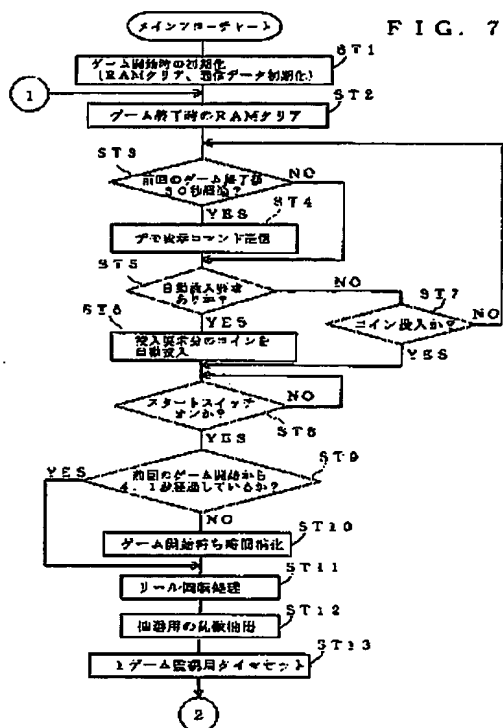 FIG. 7
メインフローチャート
ST1
ゲーム開始時の初期化
(RAMクリア、通信データ初期化)
1
ST2
ゲーム終了時のRAMクリア
ST3
前回のゲーム終了後
30秒経過?
NO
YES
ST4
デモ表示コマンド送信
ST5
自動投入要求
ありか?
NO
YES
ST6
投入要求分のコインを
自動投入
ST7
コイン投入か?
NO
YES
スタートスイッチ
オンか?
NO
ST8
YES
前回のゲーム開始から
4.1秒経過しているか?
ST9
YES
NO
ST10
ゲーム開始待ち時間消化
ST11
リール回転処理
ST12
抽選用の乱数抽出
ST13
1ゲーム監視用タイマセット
2